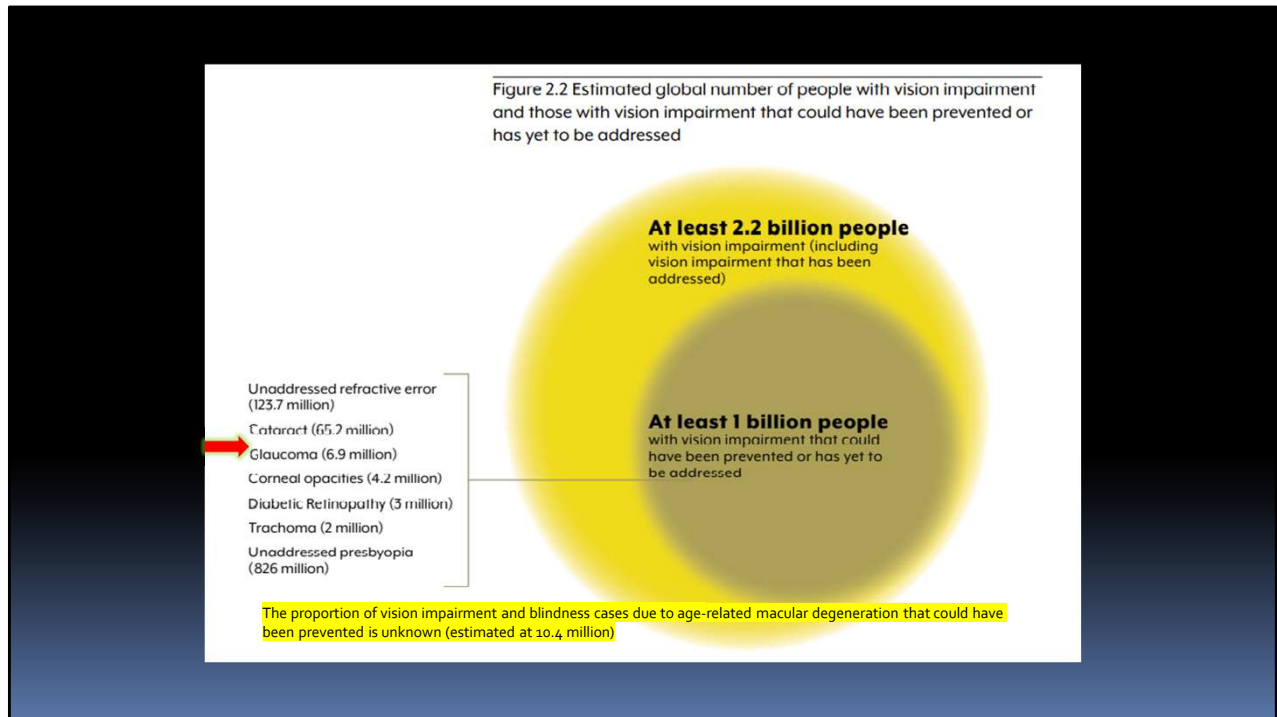 Figure 2.2 Estimated global number of people with vision impairment
and those with vision impairment that could have been prevented or
has yet to be addressed
At least 2.2 billion people
with vision impairment (including
vision impairment that has been
addressed)
Unaddressed refractive error
(123.7 million)
Cataract (65.2 million)
Glaucoma (6.9 million)
Corneal opacities (4.2 million)
Diabetic Retinopathy (3 million)
Trachoma (2 million)
Unaddressed presbyopia
(826 million)
At least 1 billion people
with vision impairment that could
have been prevented or has yet to
be addressed
The proportion of vision impairment and blindness cases due to age-related macular degeneration that could have
been prevented is unknown (estimated at 10.4 million)